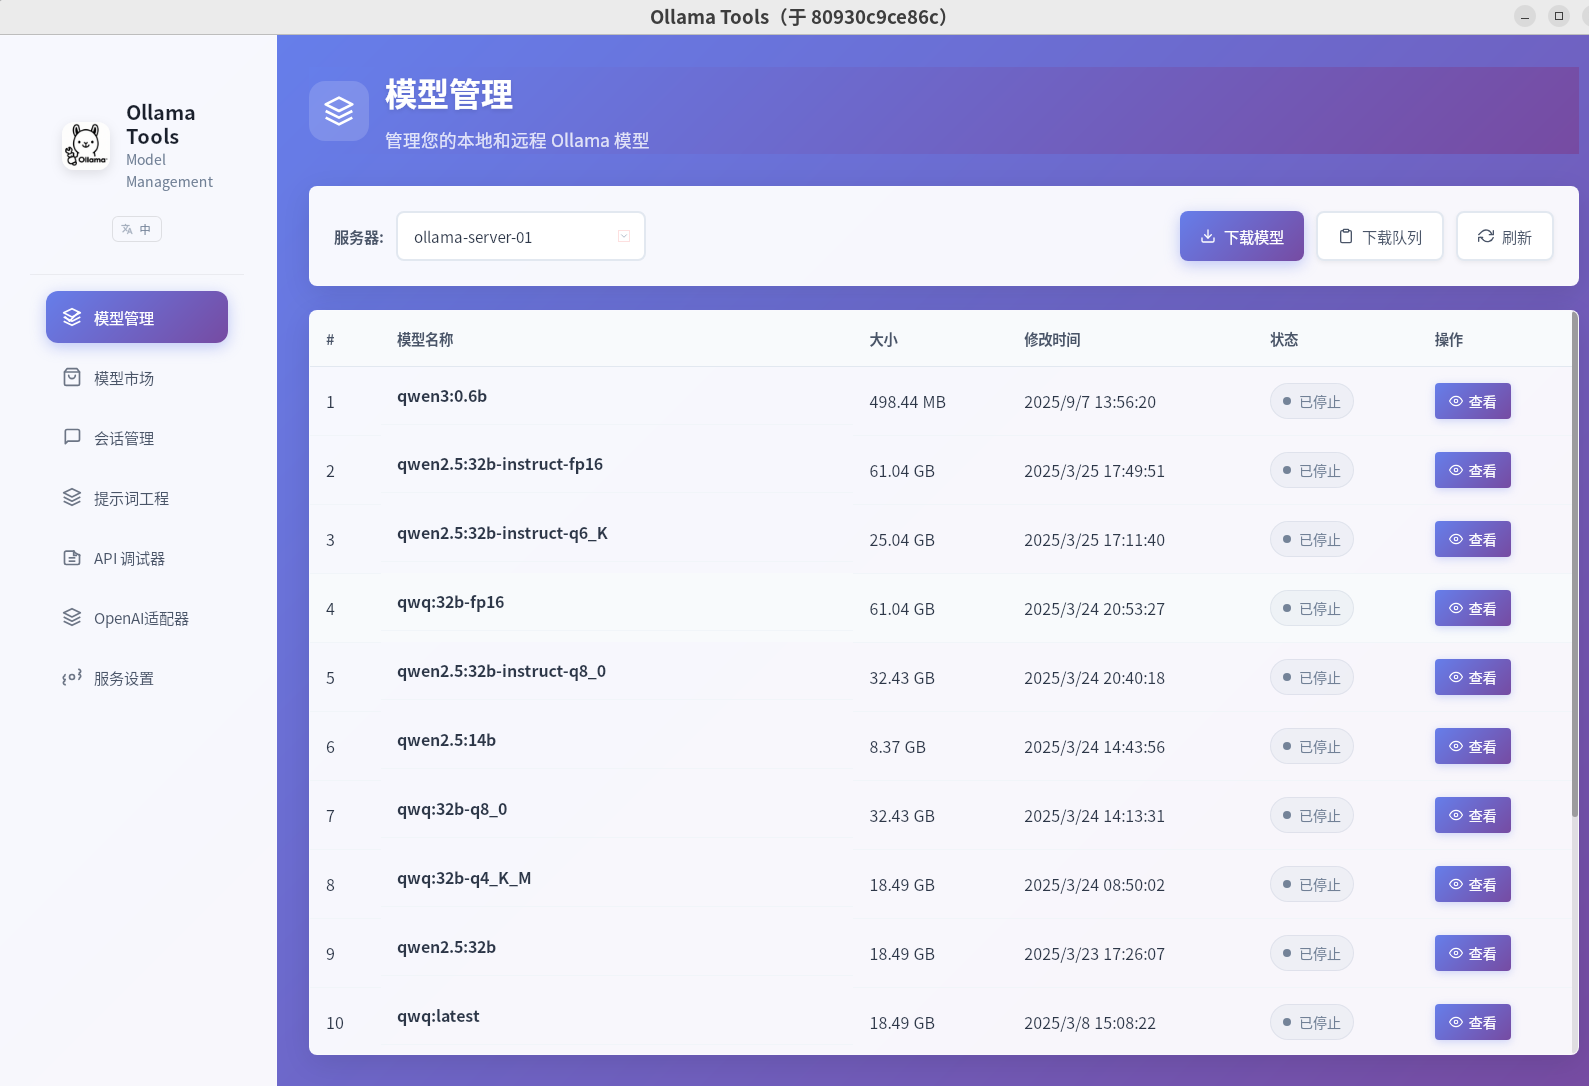 Ollama Tools（于 80930c9ce86c）
Ollama
Tools
Model
Management
Ollama
中
模型管理
模型市场
会话管理
提示词工程
API 调试器
OpenAI适配器
服务设置
模型管理
管理您的本地和远程 Ollama 模型
服务器: ollama-server-01 下载模型 下载队列 刷新
# 模型名称 大小 修改时间 状态 操作
1 qwen3:0.6b 498.44 MB 2025/9/7 13:56:20 已停止 查看
2 qwen2.5:32b-instruct-fp16 61.04 GB 2025/3/25 17:49:51 已停止 查看
3 qwen2.5:32b-instruct-q6_K 25.04 GB 2025/3/25 17:11:40 已停止 查看
4 qwq:32b-fp16 61.04 GB 2025/3/24 20:53:27 已停止 查看
5 qwen2.5:32b-instruct-q8_0 32.43 GB 2025/3/24 20:40:18 已停止 查看
6 qwen2.5:14b 8.37 GB 2025/3/24 14:43:56 已停止 查看
7 qwq:32b-q8_0 32.43 GB 2025/3/24 14:13:31 已停止 查看
8 qwq:32b-q4_K_M 18.49 GB 2025/3/24 08:50:02 已停止 查看
9 qwen2.5:32b 18.49 GB 2025/3/23 17:26:07 已停止 查看
10 qwq:latest 18.49 GB 2025/3/8 15:08:22 已停止 查看